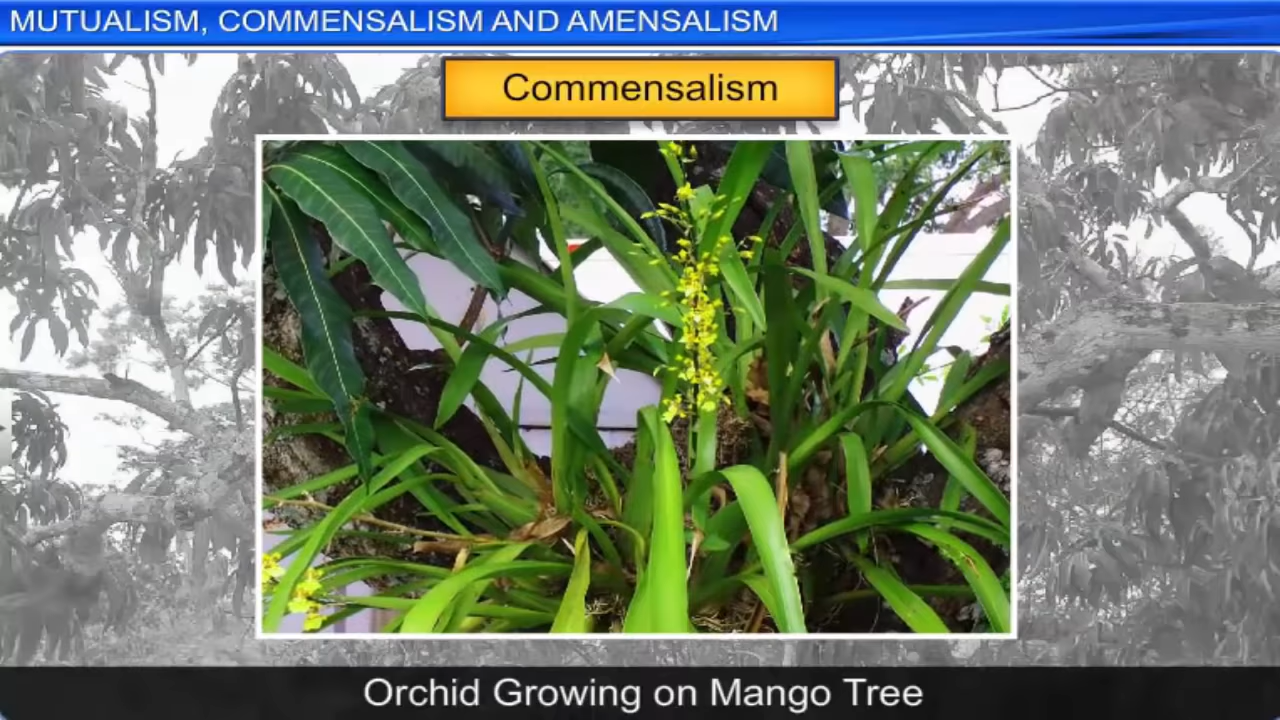 MUTUALISM, COMMENSALISM AND AMENSALISM
Commensalism
Orchid Growing on Mango Tree